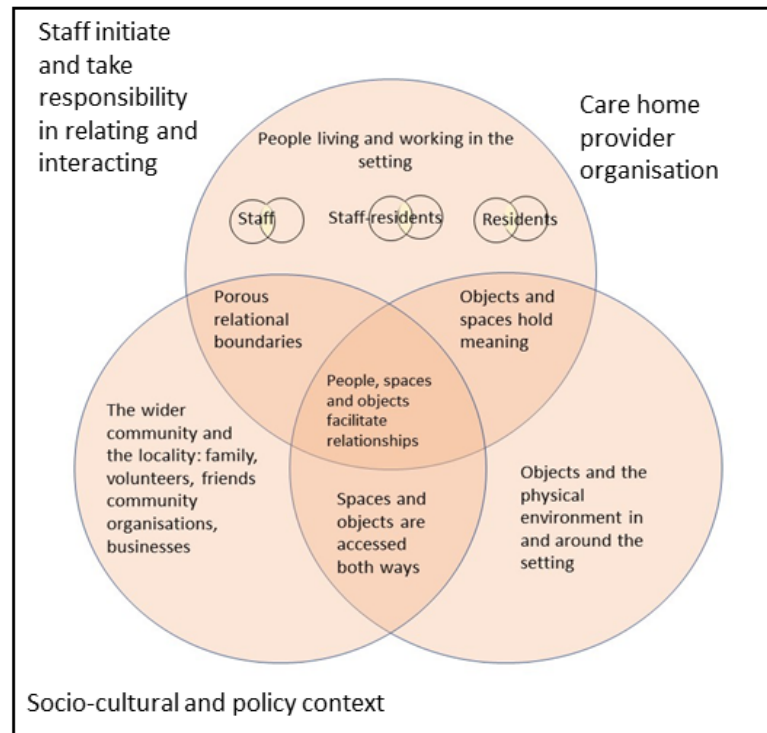 Staff initiate
and take
responsibility
in relating and
interacting
Care home
provider
organisation
People living and working in the
setting
Staff
Staff-residents
Residents
Porous
relational
boundaries
Objects and
spaces hold
meaning
People, spaces
and objects
facilitate
relationships
The wider
community and
the locality: family,
volunteers, friends
community
organisations,
businesses
Spaces and
objects are
accessed
both ways
Objects and the
physical
environment in
and around the
setting
Socio-cultural and policy context